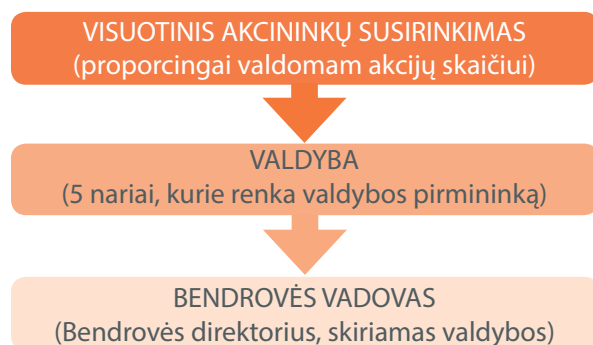 VISUOTINIS AKCININKŲ SUSIRINKIMAS
(proporcingai valdomam akcijų skaičiui)
VALDYBA
(5 nariai, kurie renka valdybos pirmininką)
BENDROVĖS VADOVAS
(Bendrovės direktorius, skiriamas valdybos)